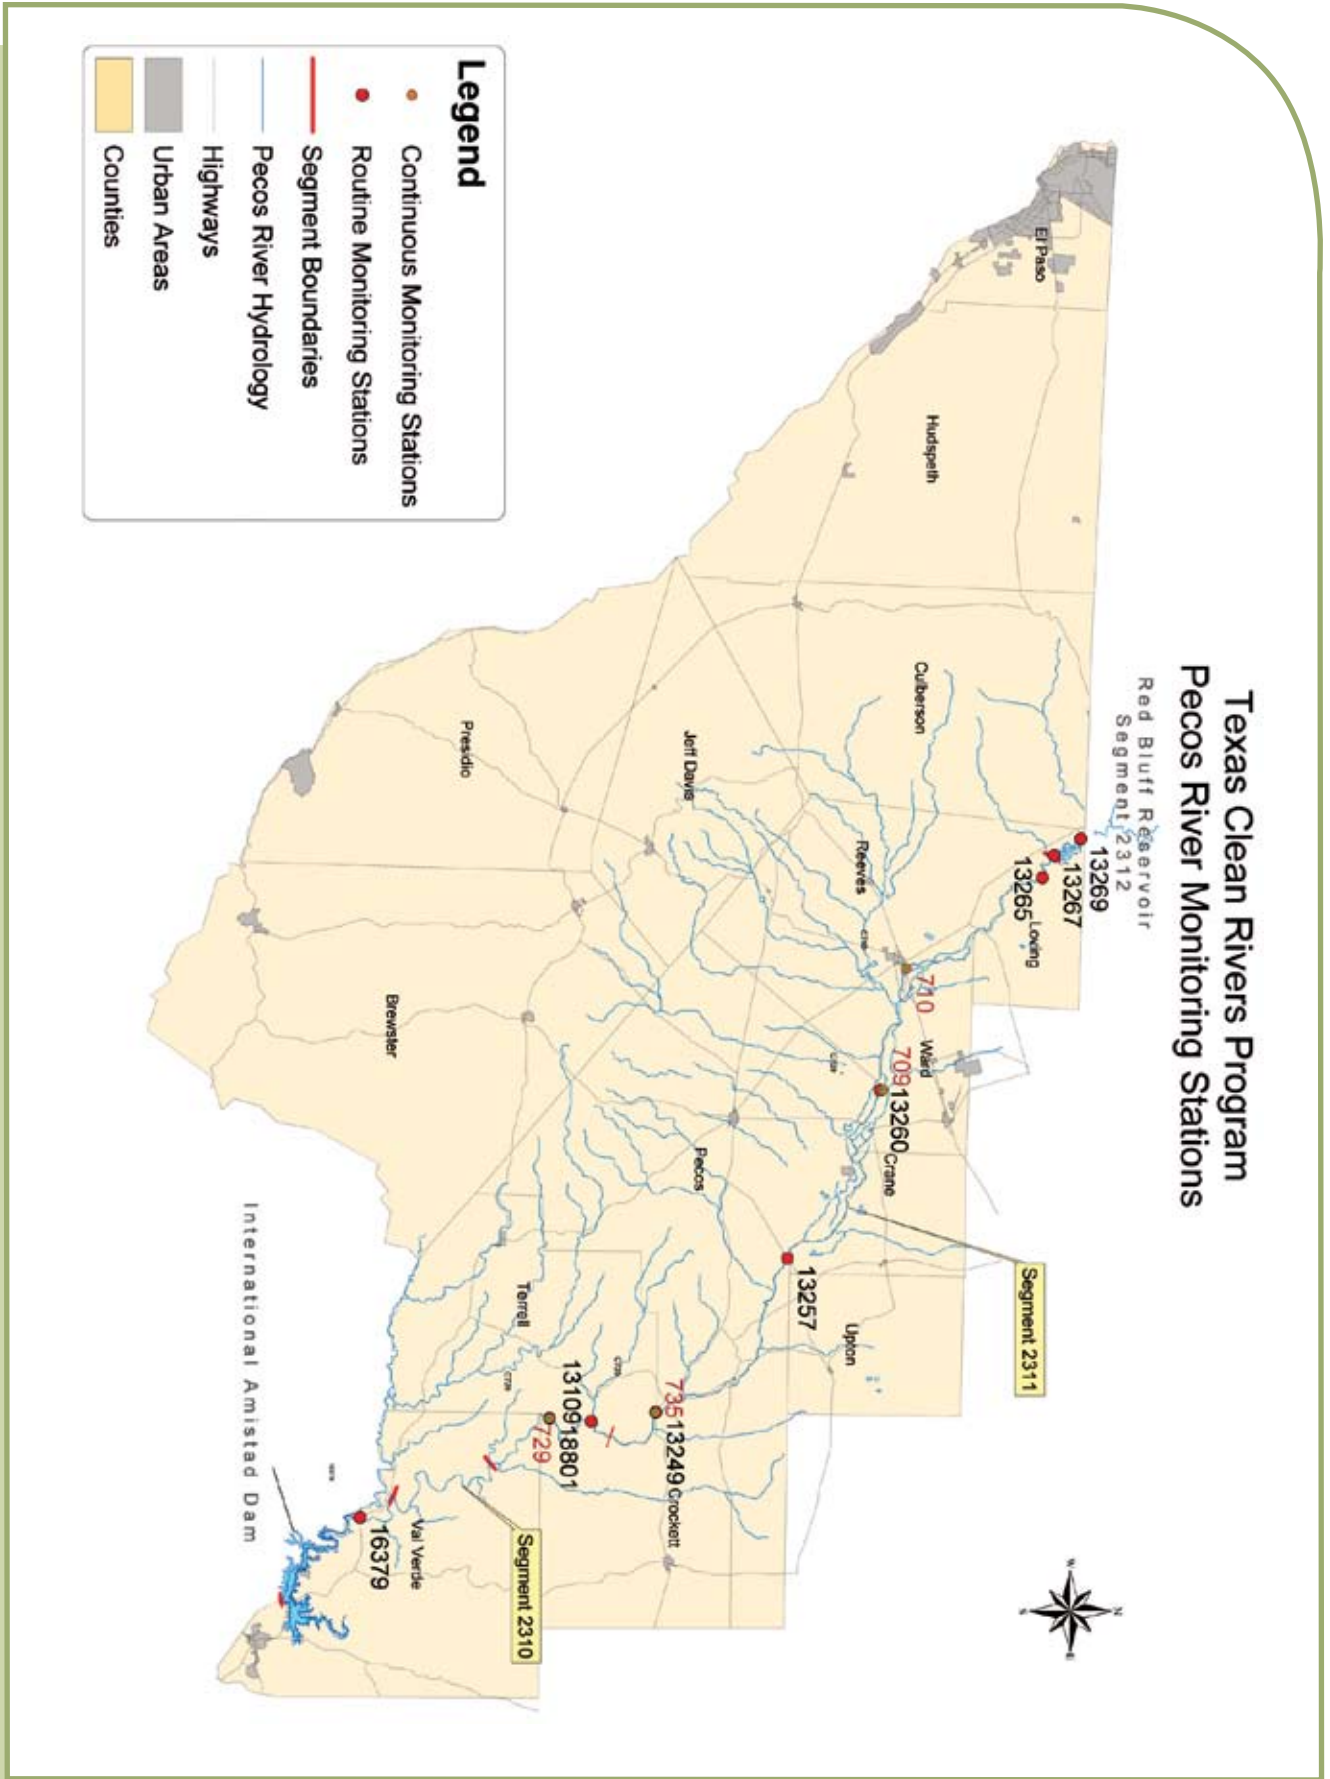 Texas Clean Rivers Program
Pecos River Monitoring Stations
Red Bluff Reservoir
Segment 2312
13269
13267
13265
Loving
El Paso
Hudspeth
Culberson
Reeves
Jeff Davis
Presidio
Brewster
710
Ward
709
13260
Crane
Segment 2311
Pecos
13257
Upton
Terrell
735
13249
Crockett
13109
18801
729
Segment 2310
Val Verde
16379
International Amistad Dam
N
W
E
S
Legend
Continuous Monitoring Stations
Routine Monitoring Stations
Segment Boundaries
Pecos River Hydrology
Highways
Urban Areas
Counties